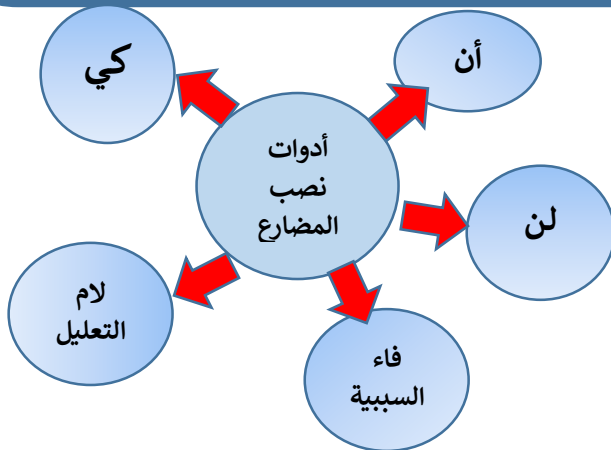 أدوات
نصب
المضارع
أن
لن
فاء
السببية
لام
التعليل
كي